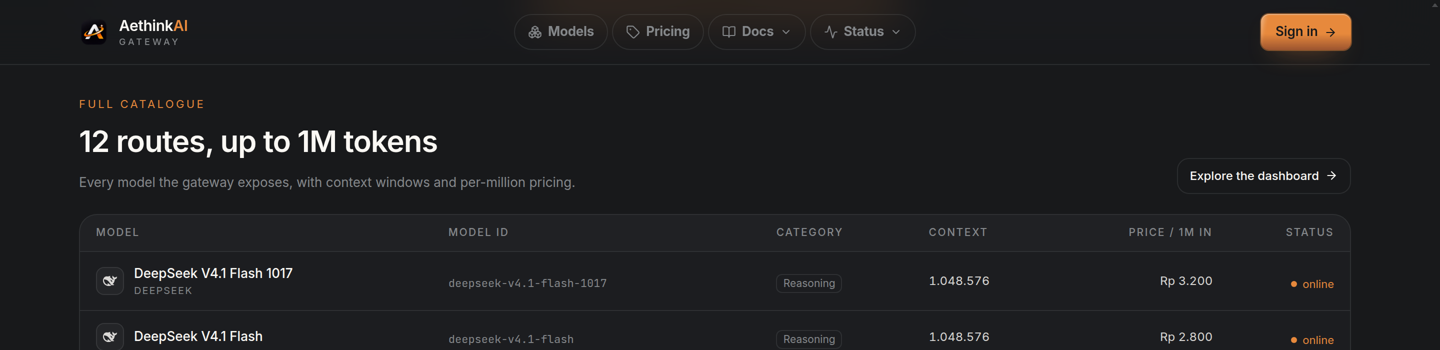 AethinkAI
GATEWAY
Models
Pricing
Docs
Status
Sign in →
FULL CATALOGUE
12 routes, up to 1M tokens
Every model the gateway exposes, with context windows and per-million pricing.
Explore the dashboard →
MODEL MODEL ID CATEGORY CONTEXT PRICE / 1M IN STATUS
DeepSeek V4.1 Flash 1017
DEEPSEEK
deepseek-v4.1-flash-1017 Reasoning 1.048.576 Rp 3.200 online
DeepSeek V4.1 Flash
deepseek-v4.1-flash Reasoning 1.048.576 Rp 2.800 online